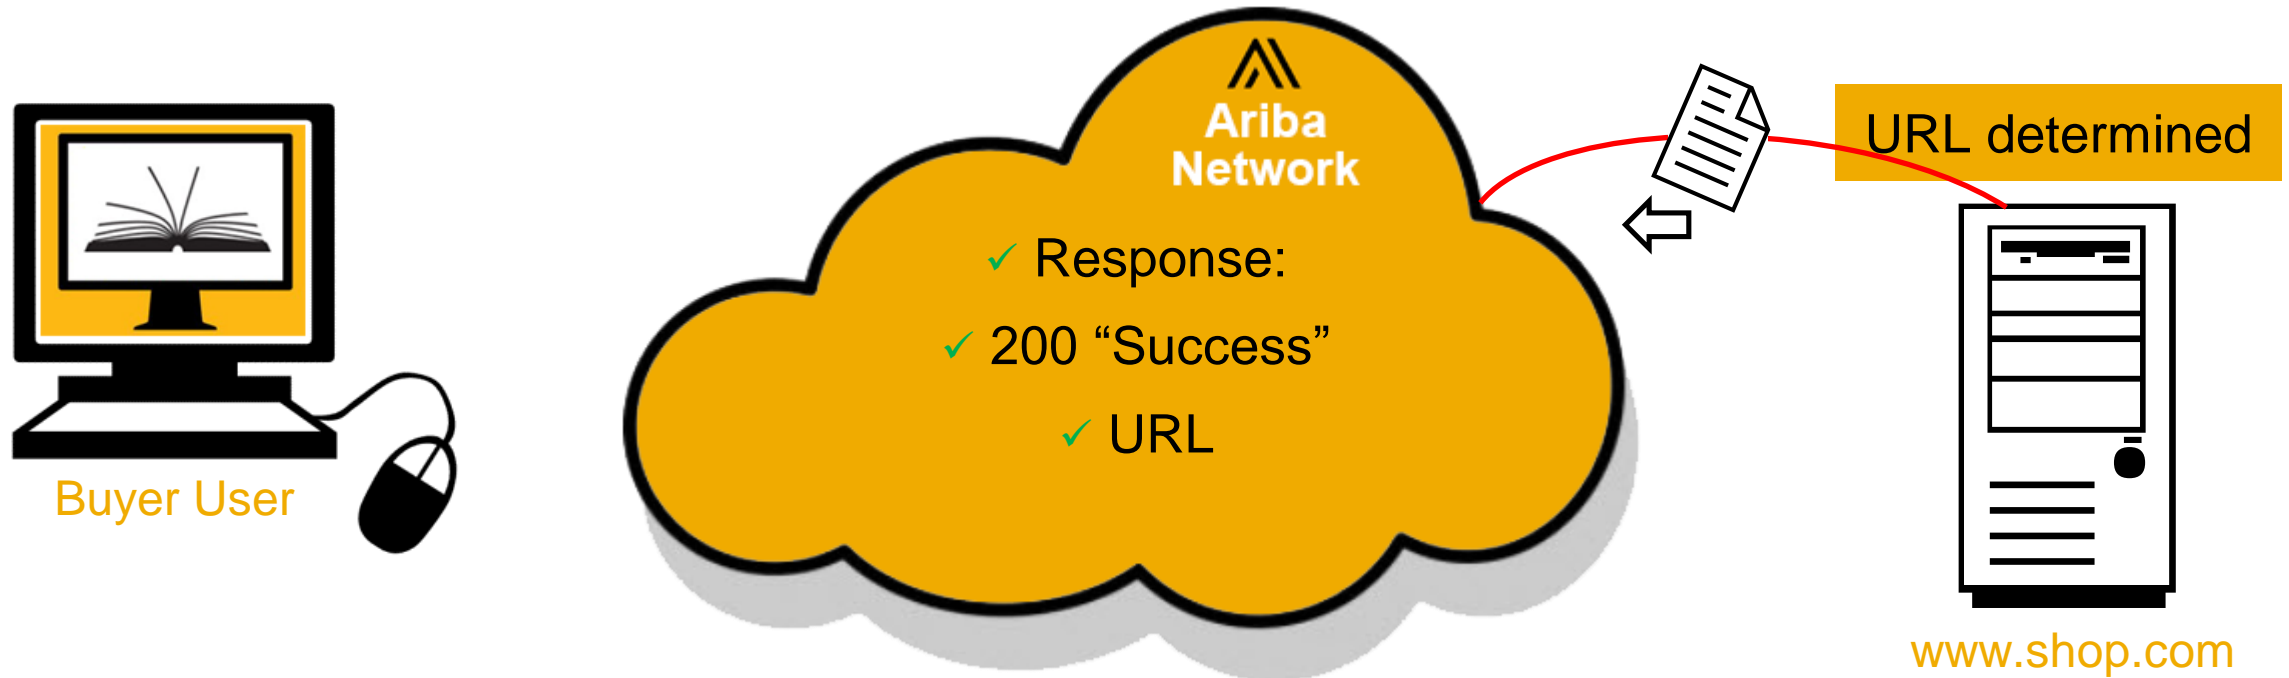 Ariba
Network
URL determined
✓ Response:
✓ 200 “Success”
✓ URL
Buyer User
www.shop.com